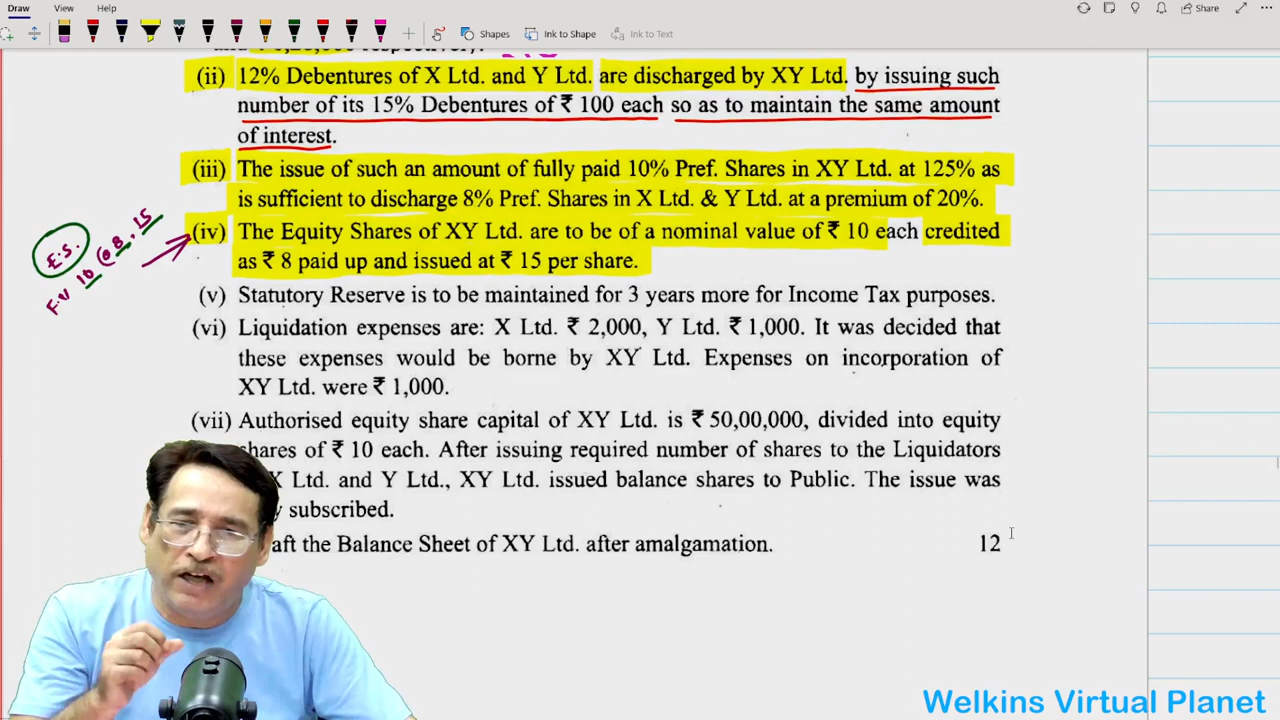 Draw View Help Share
Shapes Ink to Shape Ink to Text
(ii) 12% Debentures of X Ltd. and Y Ltd. are discharged by XY Ltd. by issuing such
number of its 15% Debentures of ₹ 100 each so as to maintain the same amount
of interest.
(iii) The issue of such an amount of fully paid 10% Pref. Shares in XY Ltd. at 125% as
is sufficient to discharge 8% Pref. Shares in X Ltd. & Y Ltd. at a premium of 20%.
E.S.
F.V 10 @ 8, 15
(iv) The Equity Shares of XY Ltd. are to be of a nominal value of ₹ 10 each credited
as ₹ 8 paid up and issued at ₹ 15 per share.
(v) Statutory Reserve is to be maintained for 3 years more for Income Tax purposes.
(vi) Liquidation expenses are: X Ltd. ₹ 2,000, Y Ltd. ₹ 1,000. It was decided that
these expenses would be borne by XY Ltd. Expenses on incorporation of
XY Ltd. were ₹ 1,000.
(vii) Authorised equity share capital of XY Ltd. is ₹ 50,00,000, divided into equity
shares of ₹ 10 each. After issuing required number of shares to the Liquidators
X Ltd. and Y Ltd., XY Ltd. issued balance shares to Public. The issue was
subscribed.
the Balance Sheet of XY Ltd. after amalgamation. 12
Welkins Virtual Planet